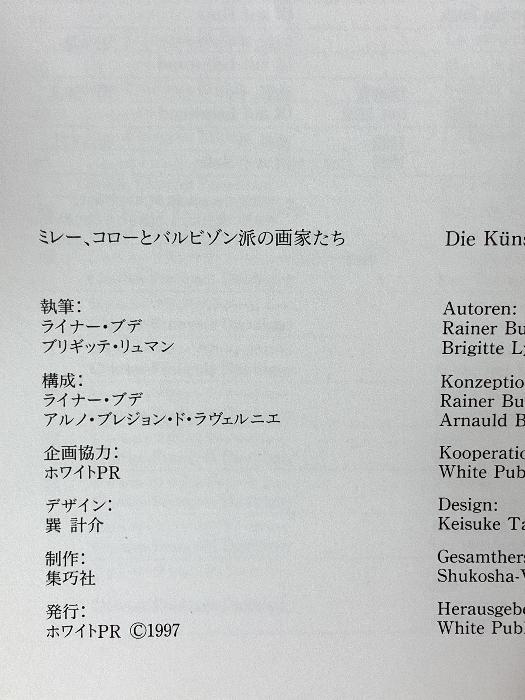 ミレー、コローとバルビゾン派の画家たち
執筆:
ライナー・ブデ
ブリギッテ・リュマン
構成:
ライナー・ブデ
アルノ・ブレジョン・ド・ラヴェルニエ
企画協力:
ホワイトPR
デザイン:
巽 計介
制作:
集巧社
発行:
ホワイトPR ©1997
Die Küns
Autoren:
Rainer Bu
Brigitte L
Konzeptio
Rainer Bu
Arnauld B
Kooperatio
White Pub
Design:
Keisuke Ta
Gesamthers
Shukosha-V
Herausgebe
White Publ